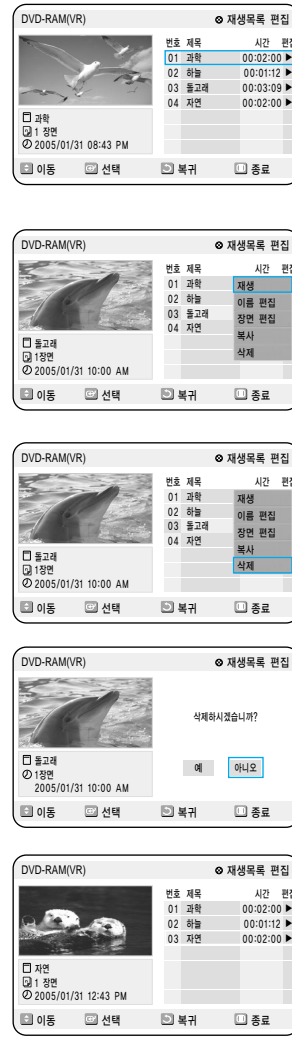 DVD-RAM(VR) ⊗ 재생목록 편집
번호 제목 시간 편집
01 과학 00:02:00 ▶
02 하늘 00:01:12 ▶
03 돌고래 00:03:09 ▶
04 자연 00:02:00 ▶
과학
1 장면
2005/01/31 08:43 PM
이동 선택 복귀 종료
DVD-RAM(VR) ⊗ 재생목록 편집
번호 제목 시간 편집
01 과학 재생
02 하늘 이름 편집
03 돌고래 장면 편집
04 자연 복사
삭제
돌고래
1장면
2005/01/31 10:00 AM
이동 선택 복귀 종료
DVD-RAM(VR) ⊗ 재생목록 편집
번호 제목 시간 편집
01 과학 재생
02 하늘 이름 편집
03 돌고래 장면 편집
04 자연 복사
삭제
돌고래
1장면
2005/01/31 10:00 AM
이동 선택 복귀 종료
DVD-RAM(VR) ⊗ 재생목록 편집
삭제하시겠습니까?
예 아니오
돌고래
1장면
2005/01/31 10:00 AM
이동 선택 복귀 종료
DVD-RAM(VR) ⊗ 재생목록 편집
번호 제목 시간 편집
01 과학 00:02:00 ▶
02 하늘 00:01:12 ▶
03 자연 00:02:00 ▶
자연
1 장면
2005/01/31 12:43 PM
이동 선택 복귀 종료